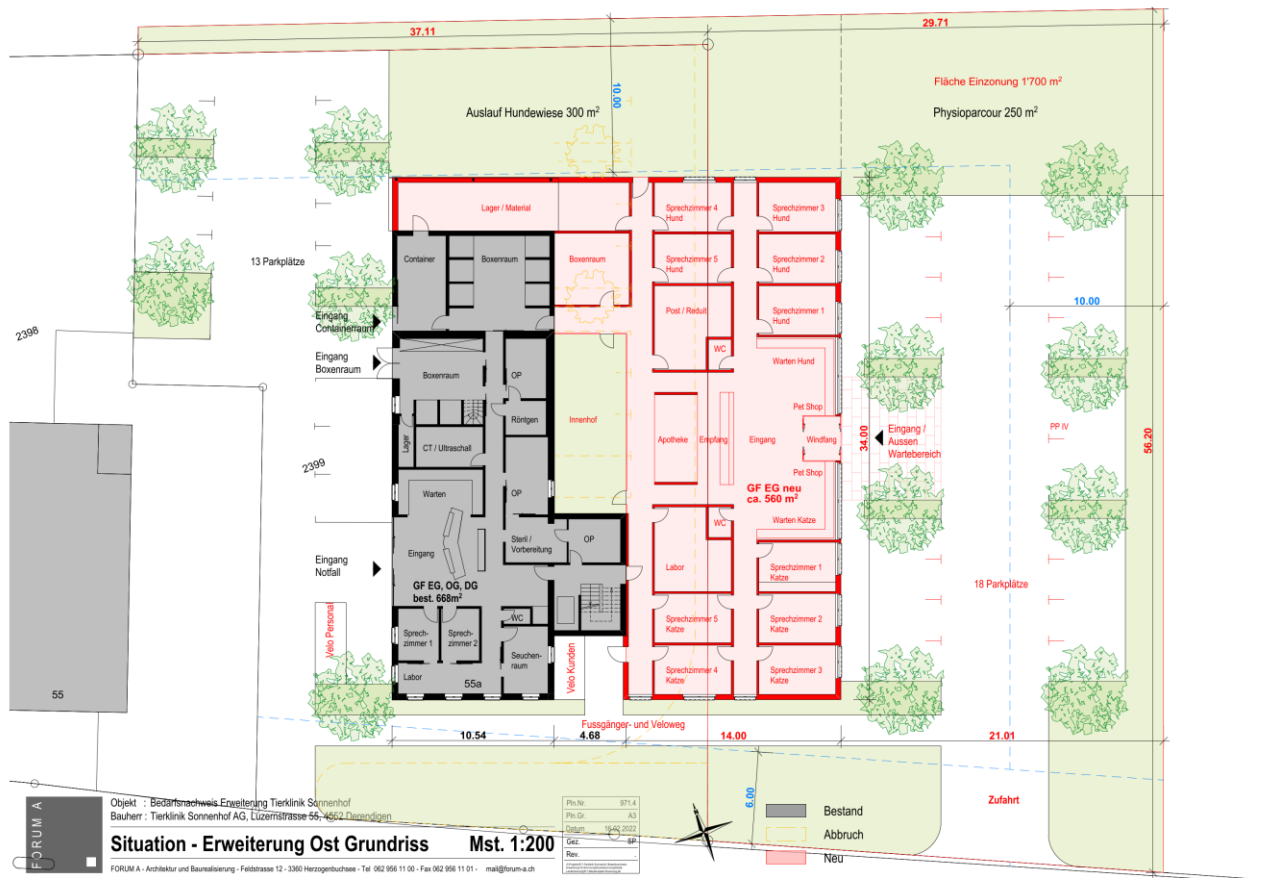 37.11
29.71
Fläche Einzonung 1'700 m²
10.00
Auslauf Hundewiese 300 m²
Physioparcour 250 m²
Lager / Material
Sprechzimmer 4
Hund
Sprechzimmer 3
Hund
13 Parkplätze
Container
Boxenraum
Boxenraum
Sprechzimmer 5
Hund
Sprechzimmer 2
Hund
10.00
Eingang
Containerraum
Post / Reduit
Sprechzimmer 1
Hund
2398
Eingang
Boxenraum
Boxenraum
OP
WC
Warten Hund
Lager
Röntgen
Innenhof
Pet Shop
CT / Ultraschall
Apotheke
Empfang
Eingang
Windfang
34.00
Eingang /
Aussen
Wartebereich
PP IV
56.20
2399
Warten
OP
Pet Shop
GF EG neu
ca. 560 m²
WC
Warten Katze
Steril /
Vorbereitung
OP
Eingang
Eingang
Notfall
Labor
Sprechzimmer 1
Katze
GF EG, OG, DG
best. 668m²
18 Parkplätze
Velo Personal
WC
Sprech-
zimmer 1
Sprech-
zimmer 2
Sprechzimmer 5
Katze
Sprechzimmer 2
Katze
Seuchen-
raum
Velo Kunden
Labor
55a
Sprechzimmer 4
Katze
Sprechzimmer 3
Katze
55
Fussgänger- und Veloweg
10.54
4.68
14.00
21.01
6.00
Zufahrt
FORUM A
Objekt : Bedarfsnachweis Erweiterung Tierklinik Sonnenhof
Bauherr : Tierklinik Sonnenhof AG, Luzernstrasse 55, 4552 Derendigen
Situation - Erweiterung Ost Grundriss Mst. 1:200
FORUM A - Architektur und Baurealisierung - Feldstrasse 12 - 3360 Herzogenbuchsee - Tel 062 956 11 00 - Fax 062 956 11 01 - mail@forum-a.ch
Pln.Nr. 971.4
Pln.Gr. A3
Datum 16.02.2022
Gez. SP
Rev. .
Bestand
Abbruch
Neu